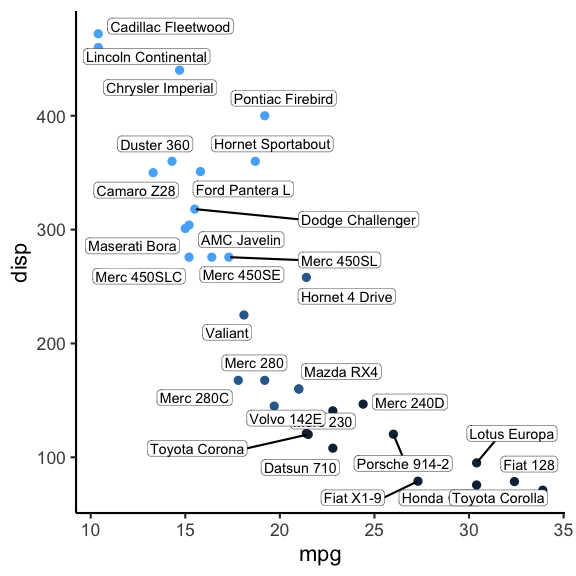 Cadillac Fleetwood
Lincoln Continental
Chrysler Imperial
Pontiac Firebird
Duster 360
Hornet Sportabout
Camaro Z28
Ford Pantera L
Dodge Challenger
Maserati Bora
AMC Javelin
Merc 450SL
Merc 450SLC
Merc 450SE
Hornet 4 Drive
Valiant
Merc 280
Mazda RX4
Merc 280C
Merc 240D
Volvo 142E
230
Toyota Corona
Lotus Europa
Datsun 710
Porsche 914-2
Fiat 128
Fiat X1-9
Honda
Toyota Corolla
400
300
200
100
disp
10
15
20
25
30
35
mpg